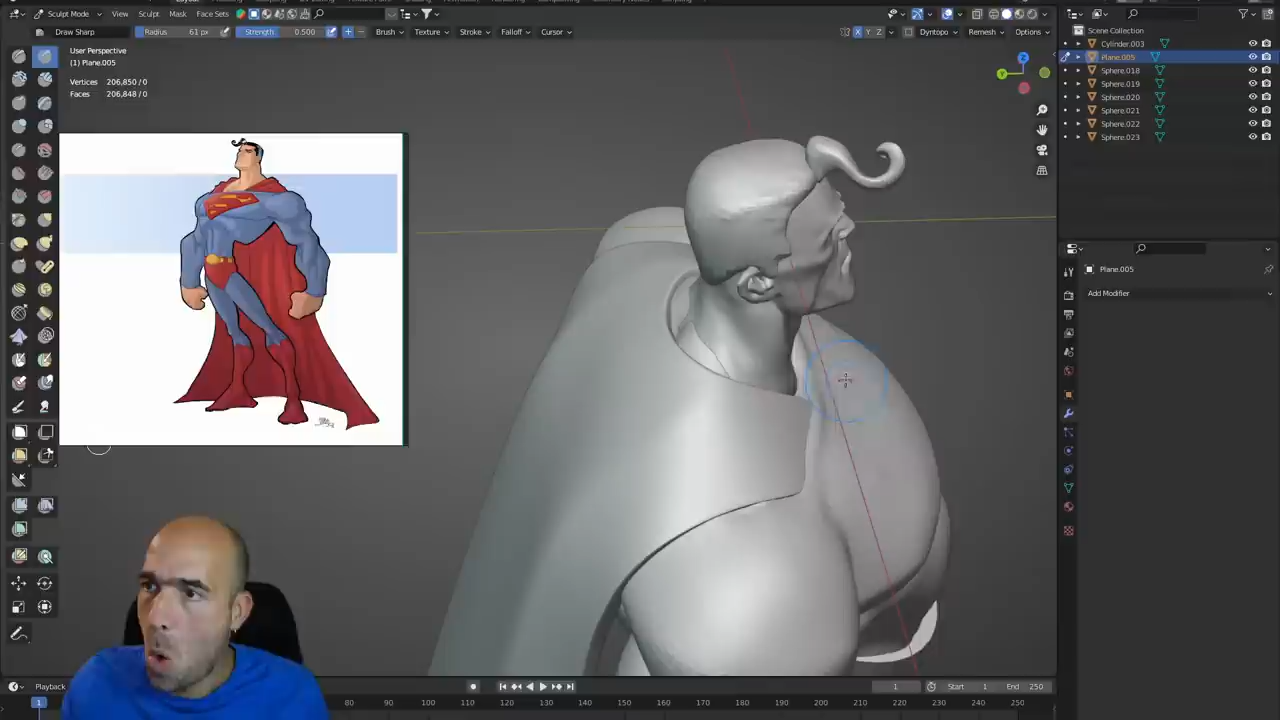 Sculpt Mode View Sculpt Mask Face Sets
Draw Sharp Radius 61 px Strength 0.500 Brush Texture Stroke Falloff Cursor X Y Z Dyntopo Remesh Options
User Perspective
(1) Plane.005
Vertices 206,850 / 0
Faces 206,848 / 0
Z
Y
Scene Collection
Cylinder.003
Plane.005
Sphere.018
Sphere.019
Sphere.020
Sphere.021
Sphere.022
Sphere.023
Plane.005
Add Modifier
Playback 1 Start 1 End 250
1 80 90 100 110 120 130 140 150 160 170 180 190 200 210 220 230 240 250